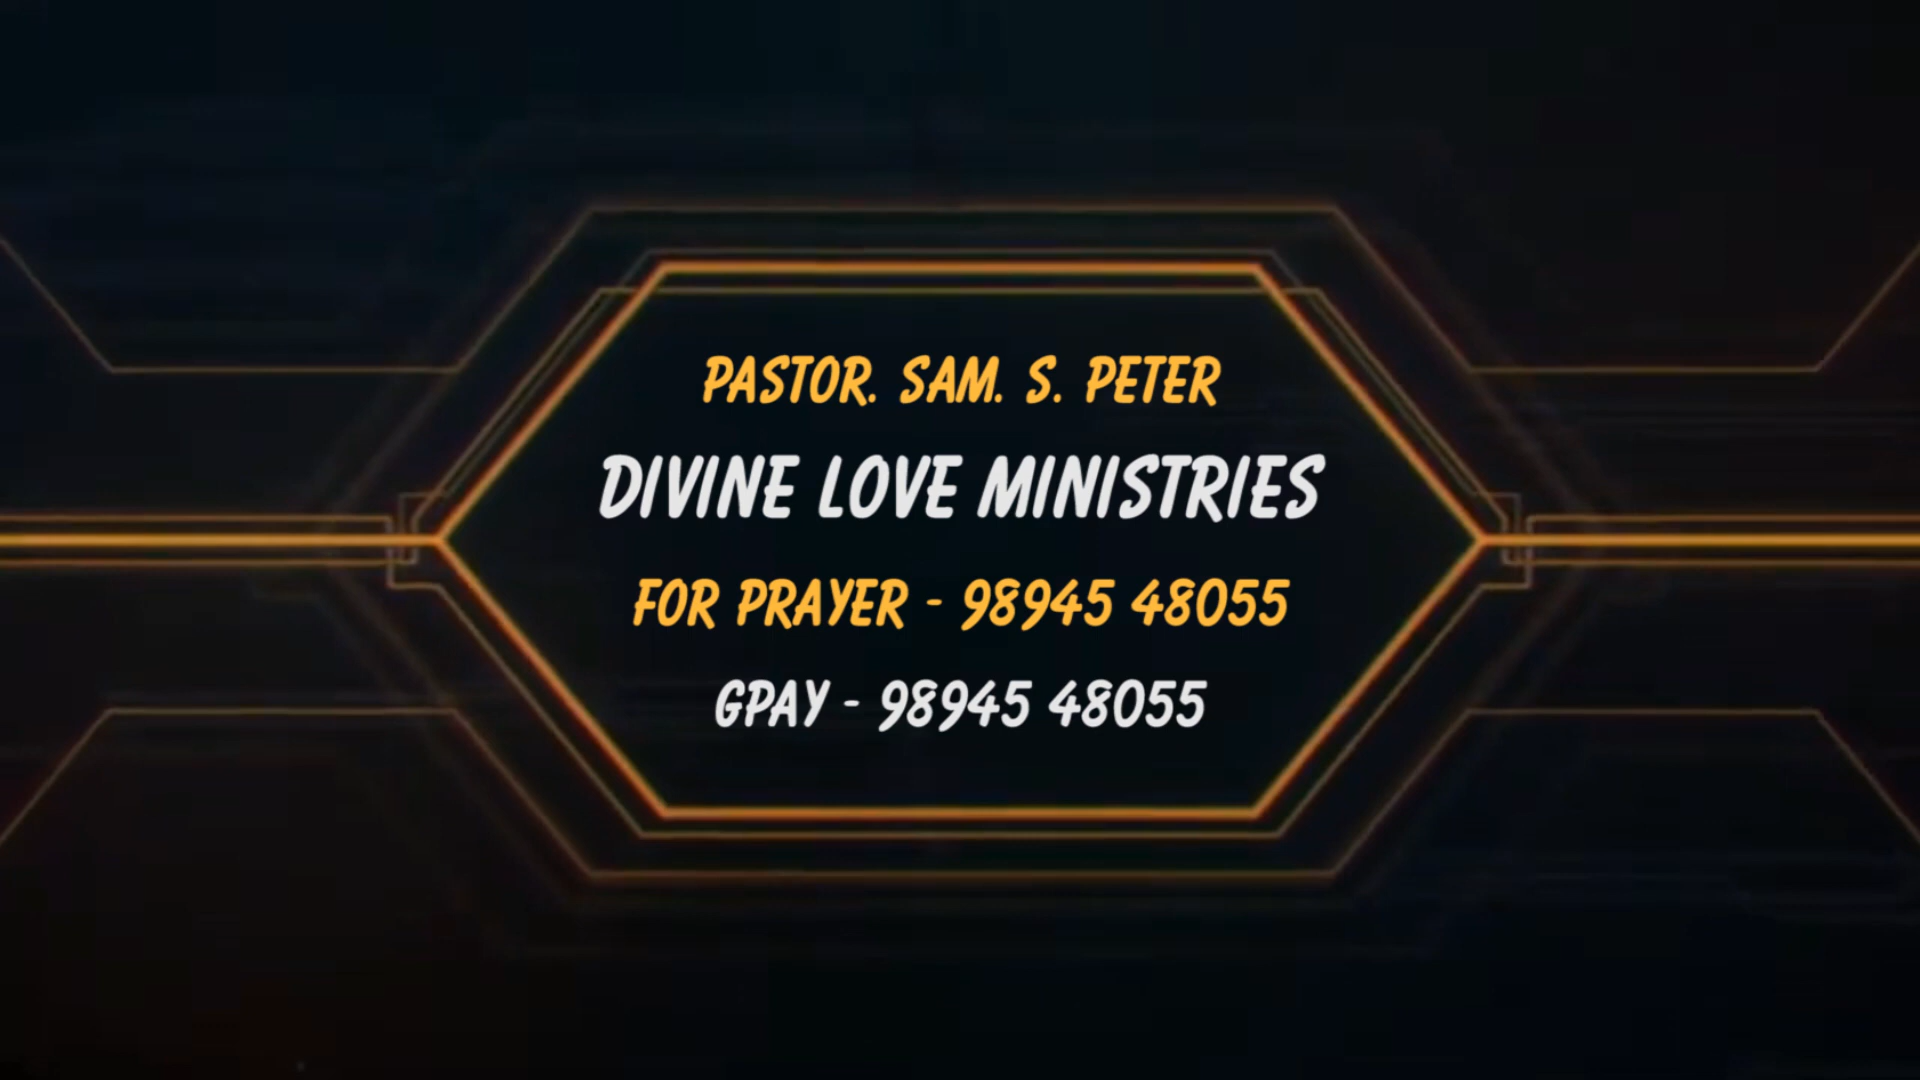 PASTOR. SAM. S. PETER
DIVINE LOVE MINISTRIES
FOR PRAYER - 98945 48055
GPAY - 98945 48055